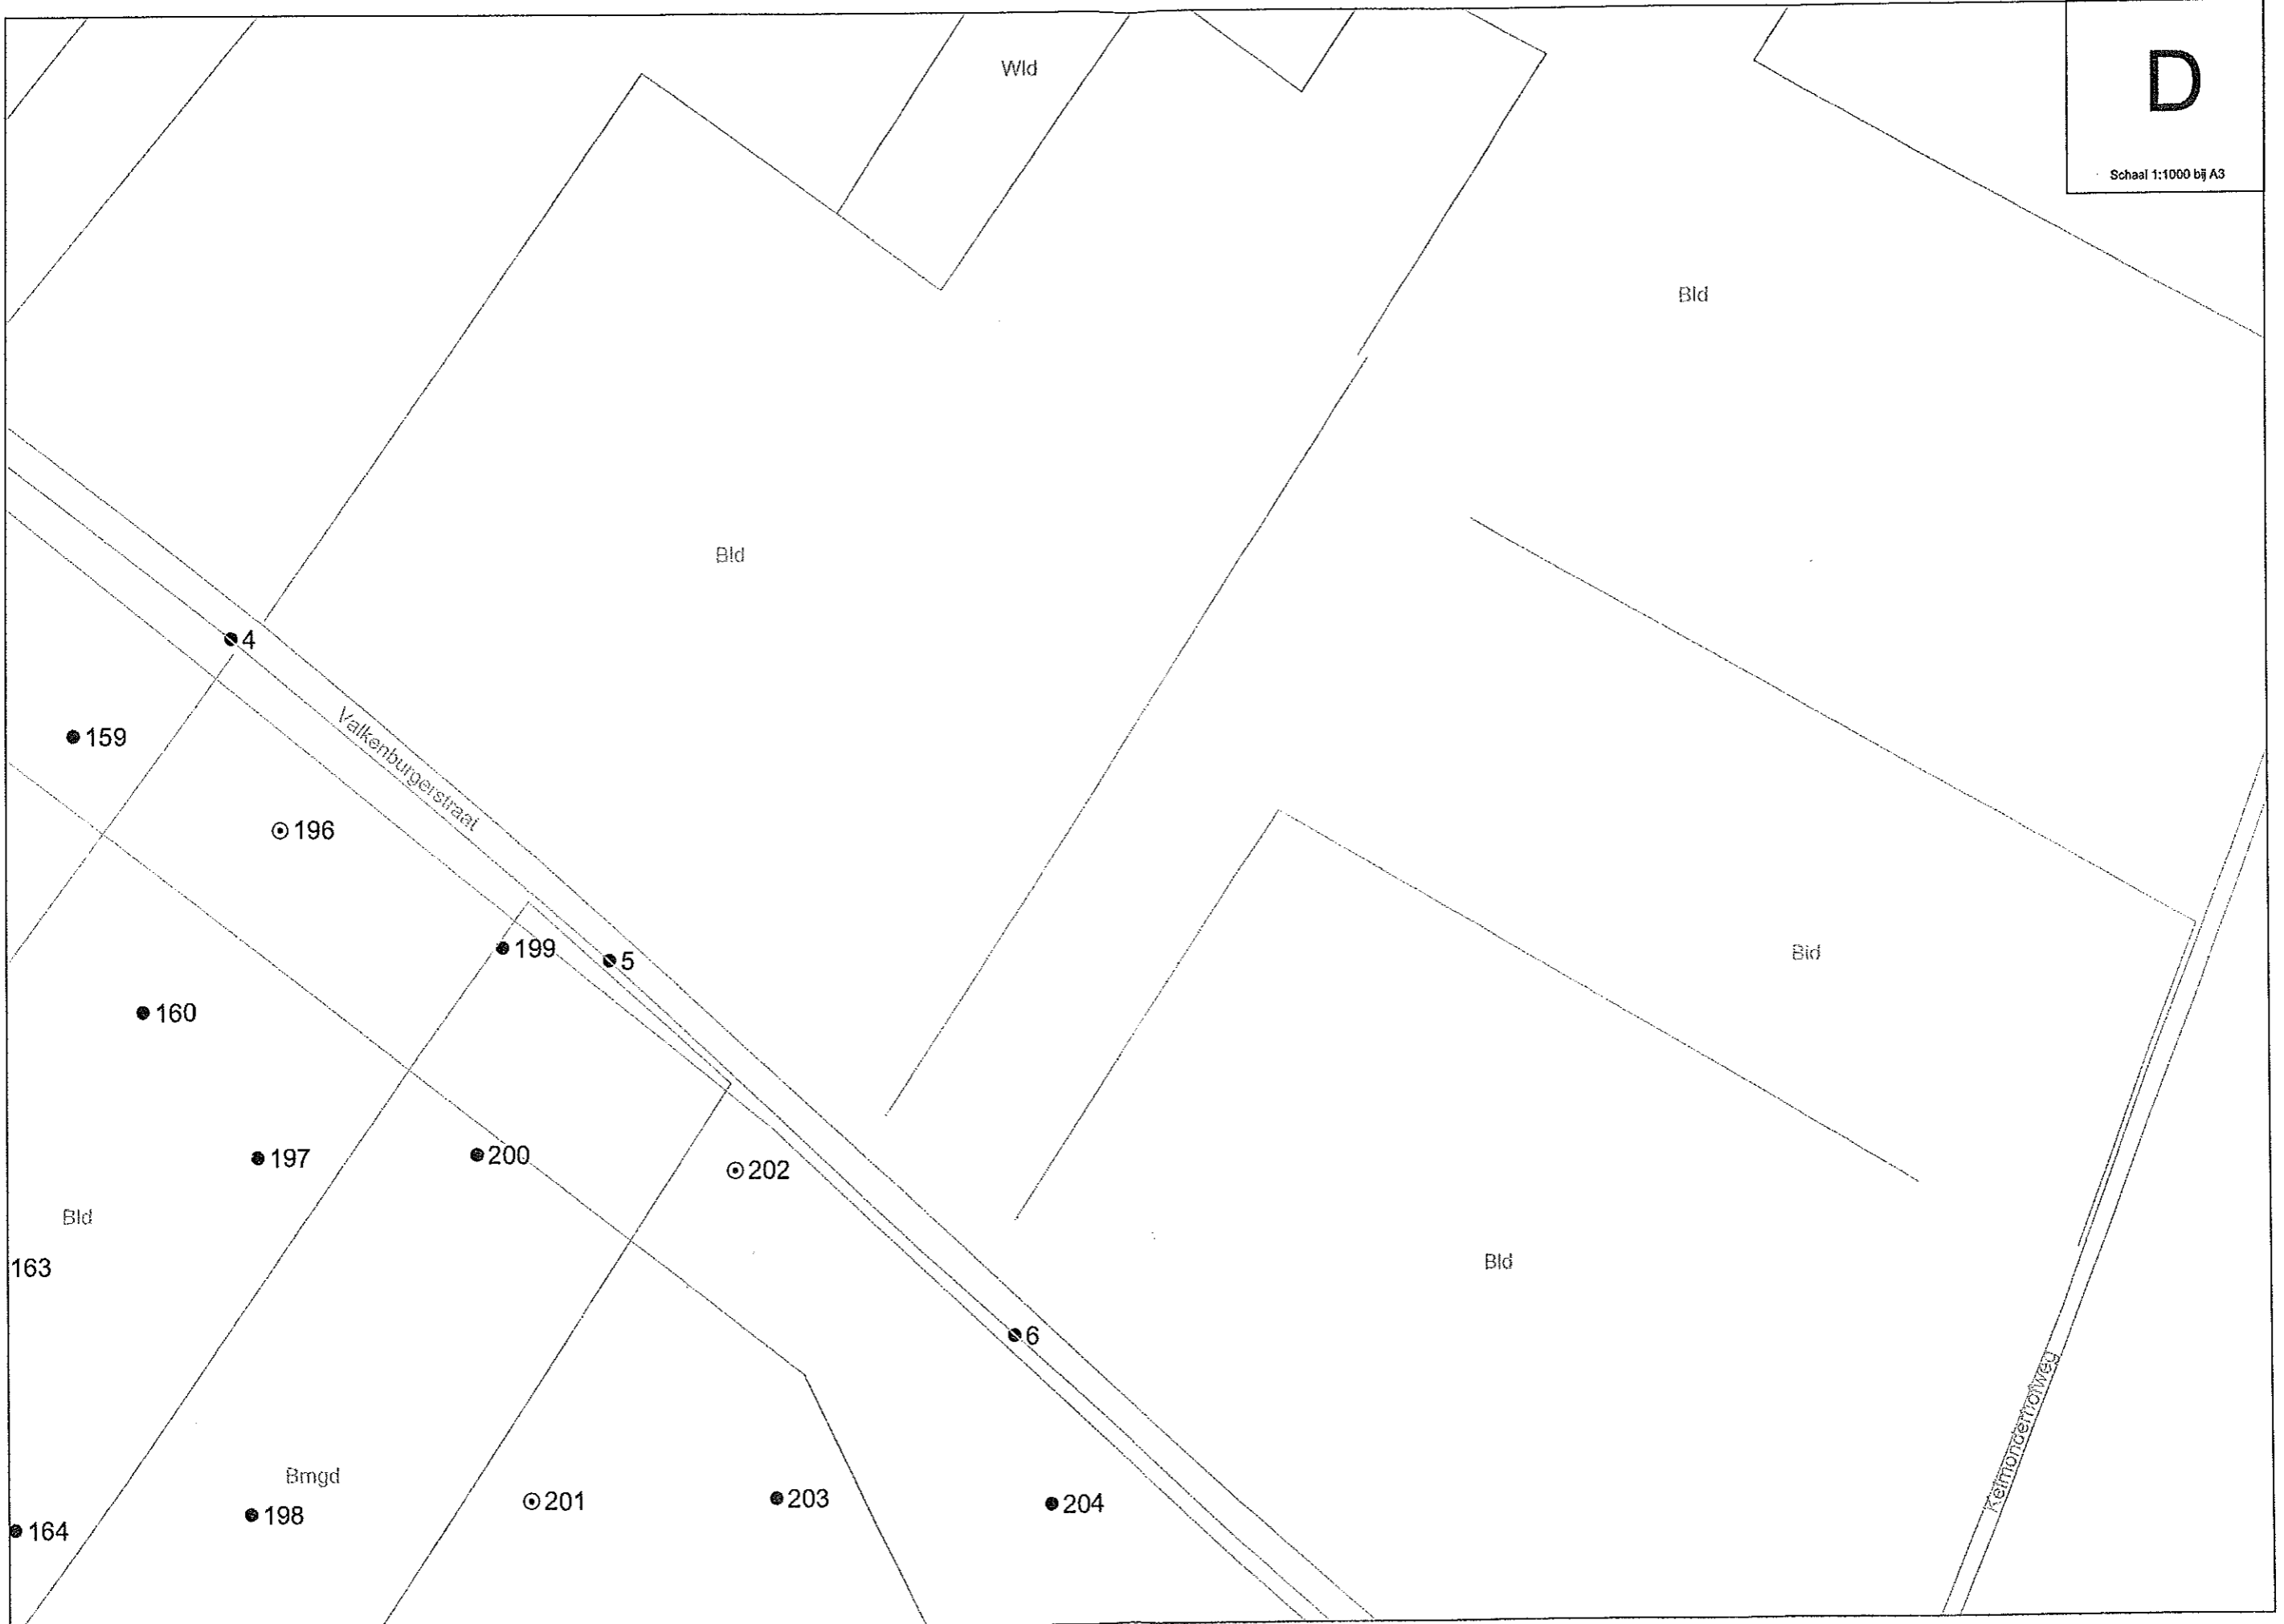 Wld
D
Schaal 1:1000 bij A3
Bld
Bld
4
159
Valkenburgerstraat
196
199
5
Bld
160
197
200
202
Bld
163
Bld
6
Kelmonderhofweg
Bmgd
201
203
204
198
164